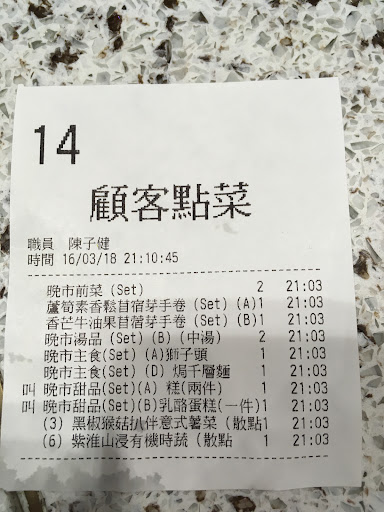 14
顧客點菜
職員 陳子健
時間 16/03/18 21:10:45
晚市前菜 (Set) 2 21:03
蘆筍素香鬆苜宿芽手卷 (Set) (A)1 21:03
香芒牛油果苜蓿芽手卷 (Set) (B)1 21:03
晚市湯品 (Set) (B) (中湯) 2 21:03
晚市主食(Set) (A)獅子頭 1 21:03
晚市主食(Set) (D) 焗千層麵 1 21:03
叫 晚市甜品(Set)(A) 糕(兩件) 1 21:03
叫 晚市甜品(Set)(B)乳酪蛋糕(一件)1 21:03
(3) 黑椒猴菇扒伴意式薯菜 (散點1 21:03
(6) 紫淮山浸有機時蔬 (散點 1 21:03